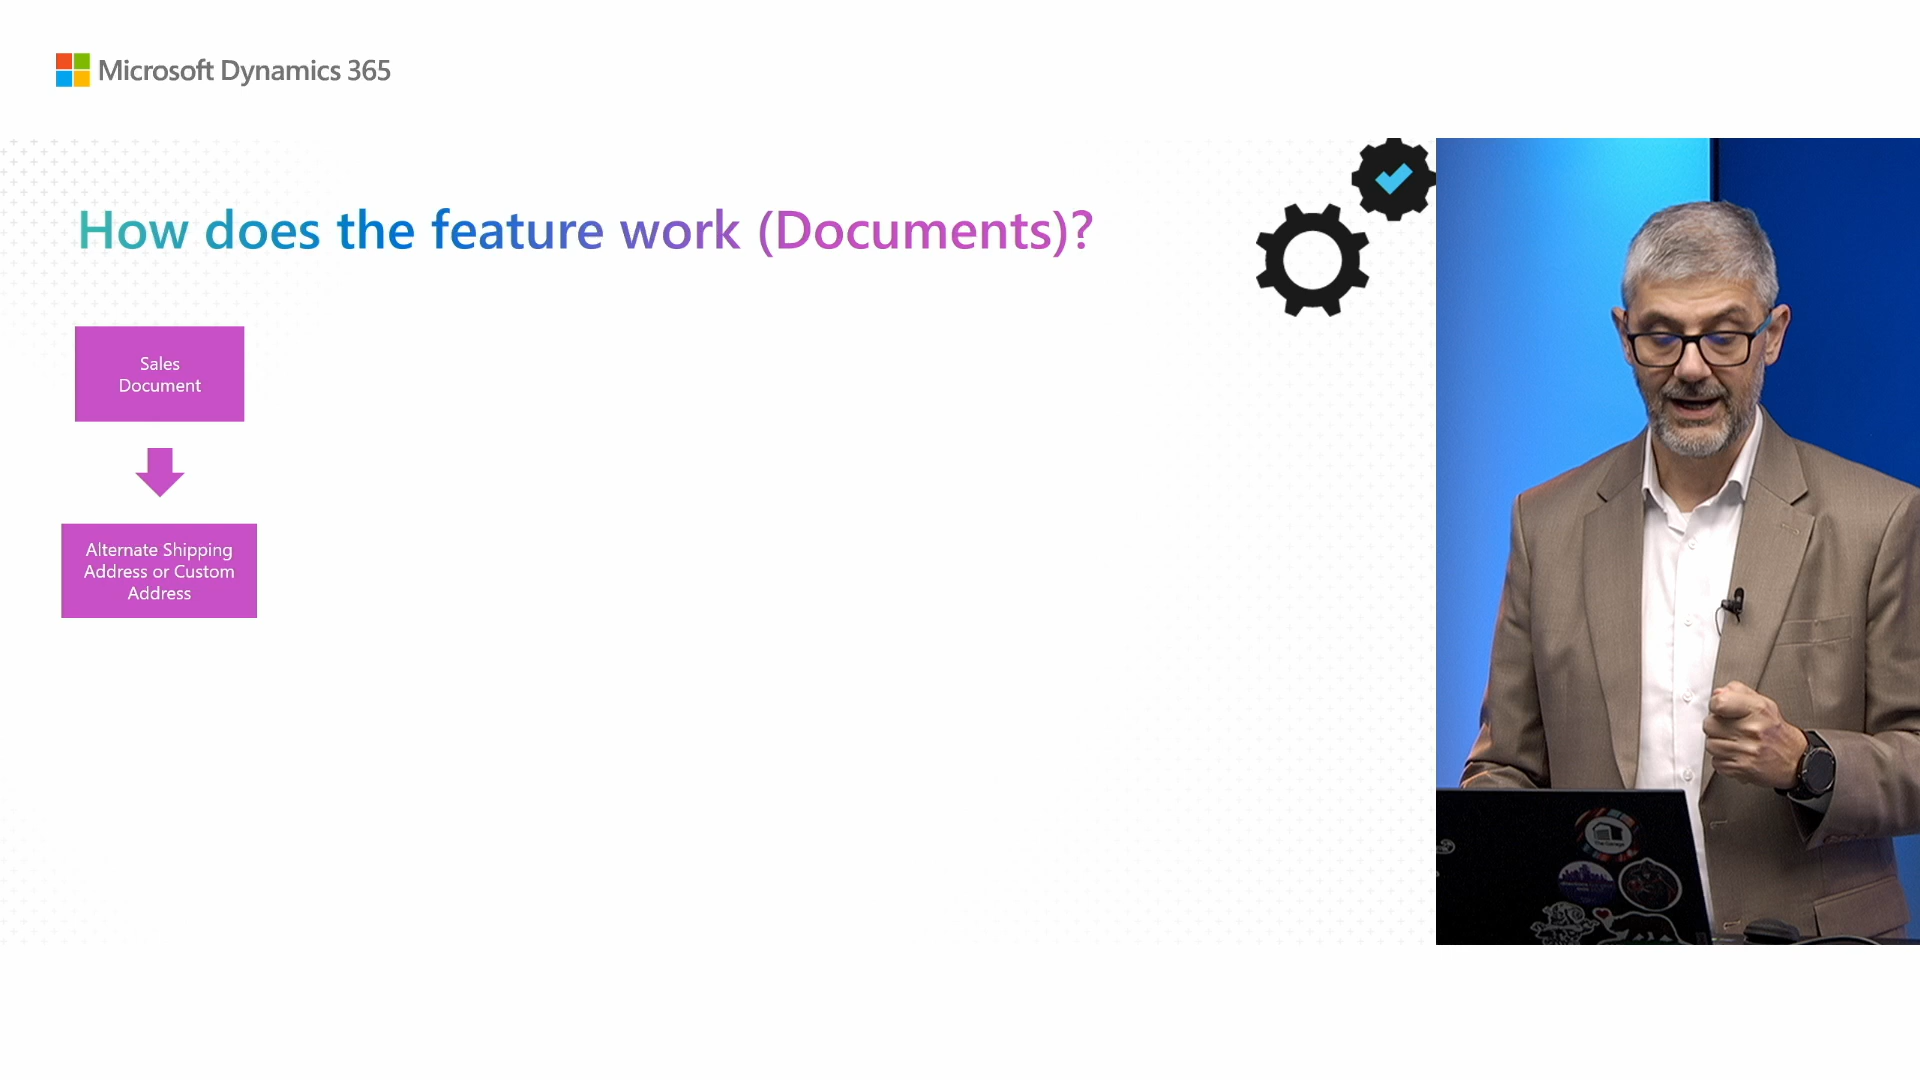 Microsoft Dynamics 365
How does the feature work (Documents)?
Sales
Document
Alternate Shipping
Address or Custom
Address